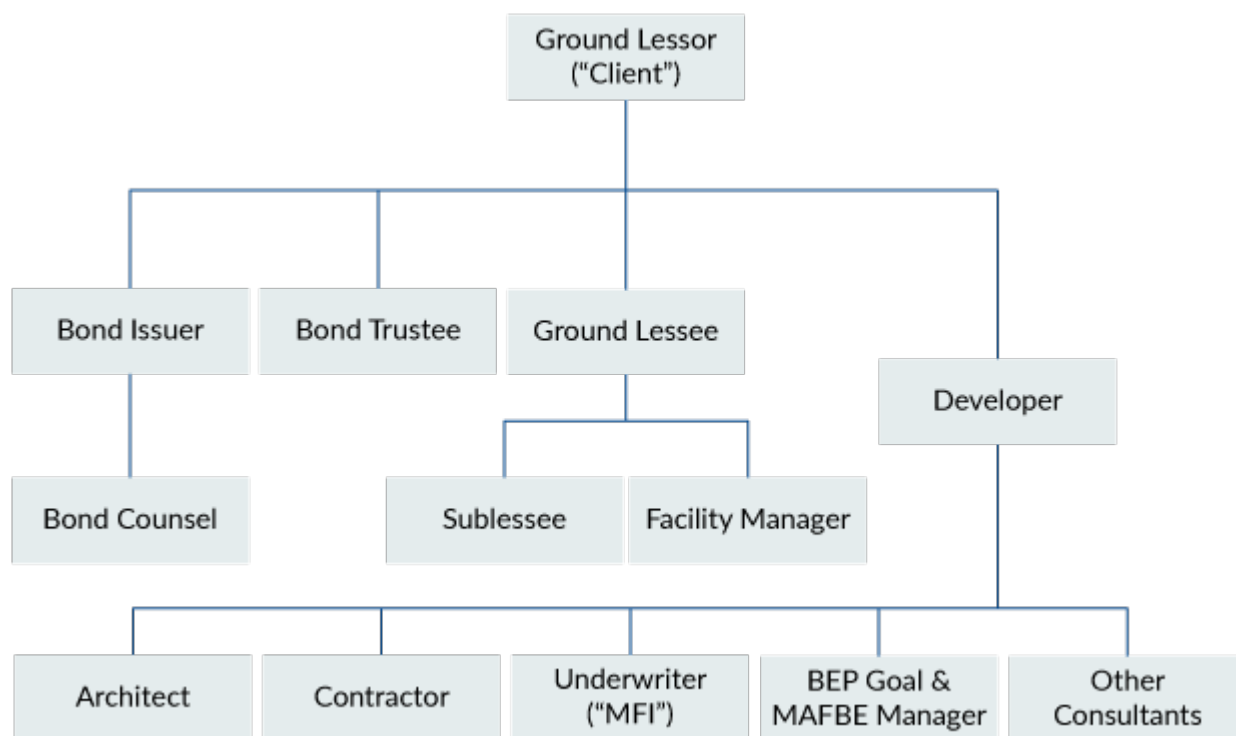 Ground Lessor
(“Client”)
Bond Issuer
Bond Trustee
Ground Lessee
Developer
Bond Counsel
Sublessee
Facility Manager
Architect
Contractor
Underwriter
(“MFI”)
BEP Goal &
MAFBE Manager
Other
Consultants